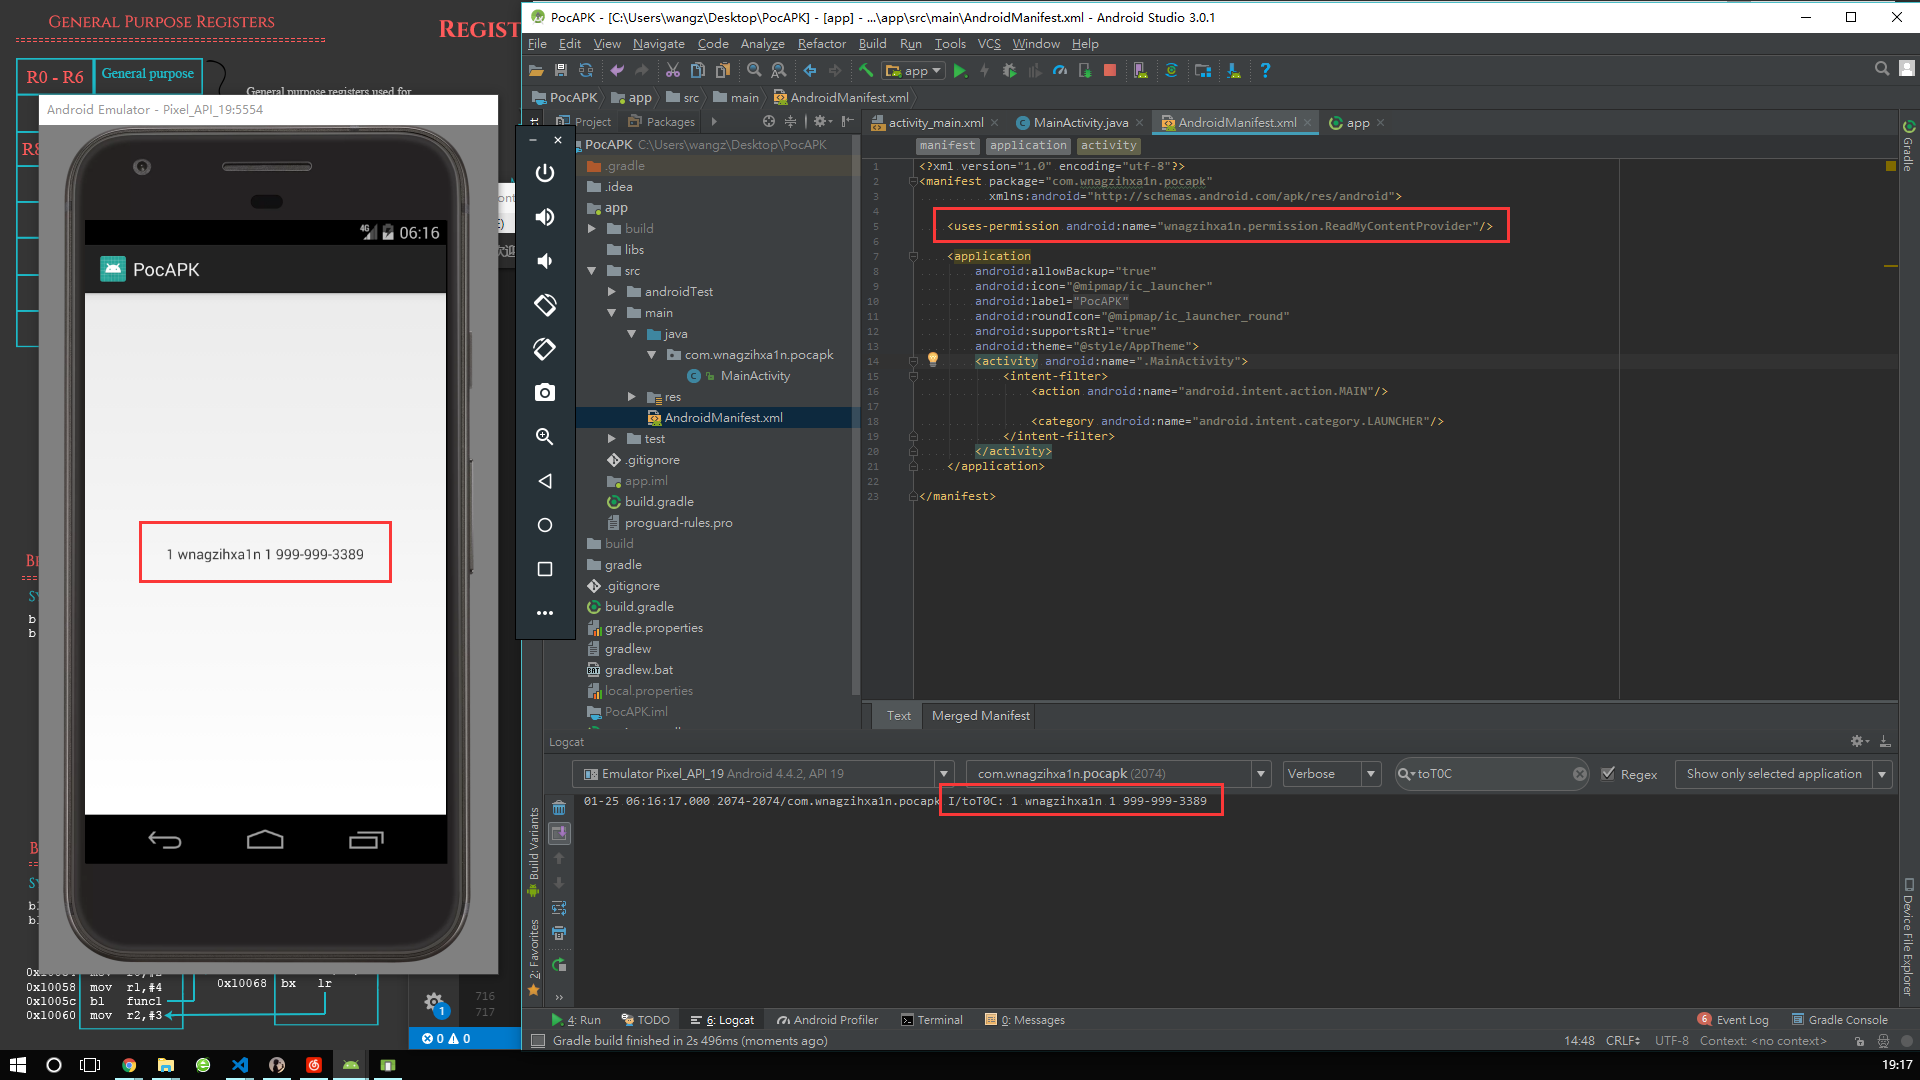 GENERAL PURPOSE REGISTERS
REGIST
R0 - R6
General purpose
General purpose registers used for
Android Emulator - Pixel_API_19:5554
4G 06:16
PocAPK
1 wnagzihxa1n 1 999-999-3389
0x10058 mov r1,#4
0x1005c bl func1
0x10060 mov r2,#3
0x10068 bx lr
716
717
1
0 0
PocAPK - [C:\Users\wangz\Desktop\PocAPK] - [app] - ...\app\src\main\AndroidManifest.xml - Android Studio 3.0.1
File Edit View Navigate Code Analyze Refactor Build Run Tools VCS Window Help
app
PocAPK app src main AndroidManifest.xml
Project Packages
activity_main.xml MainActivity.java AndroidManifest.xml app
manifest application activity
PocAPK C:\Users\wangz\Desktop\PocAPK
.gradle
.idea
app
build
libs
src
androidTest
main
java
com.wnagzihxa1n.pocapk
MainActivity
res
AndroidManifest.xml
test
.gitignore
app.iml
build.gradle
proguard-rules.pro
build
gradle
.gitignore
build.gradle
gradle.properties
gradlew
gradlew.bat
local.properties
PocAPK.iml
1 <?xml version="1.0" encoding="utf-8"?>
2 <manifest package="com.wnagzihxa1n.pocapk"
3 xmlns:android="http://schemas.android.com/apk/res/android">
4
5 <uses-permission android:name="wnagzihxa1n.permission.ReadMyContentProvider"/>
6
7 <application
8 android:allowBackup="true"
9 android:icon="@mipmap/ic_launcher"
10 android:label="PocAPK"
11 android:roundIcon="@mipmap/ic_launcher_round"
12 android:supportsRtl="true"
13 android:theme="@style/AppTheme">
14 <activity android:name=".MainActivity">
15 <intent-filter>
16 <action android:name="android.intent.action.MAIN"/>
17
18 <category android:name="android.intent.category.LAUNCHER"/>
19 </intent-filter>
20 </activity>
21 </application>
22
23 </manifest>
Text Merged Manifest
Logcat
Emulator Pixel_API_19 Android 4.4.2, API 19 com.wnagzihxa1n.pocapk (2074) Verbose toT0C Regex Show only selected application
01-25 06:16:17.000 2074-2074/com.wnagzihxa1n.pocapk I/toT0C: 1 wnagzihxa1n 1 999-999-3389
Gradle
Device File Explorer
Build Variants
2: Favorites
4: Run TODO 6: Logcat Android Profiler Terminal 0: Messages 6 Event Log Gradle Console
Gradle build finished in 2s 496ms (moments ago) 14:48 CRLF UTF-8 Context: <no context>
19:17